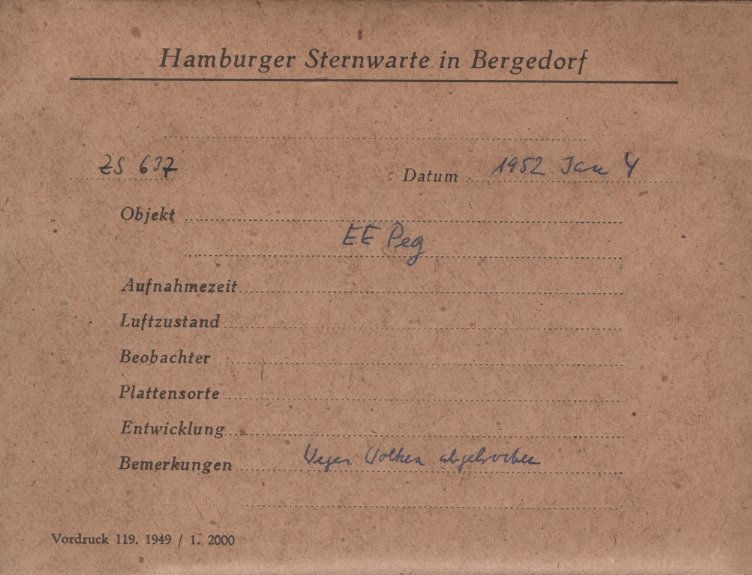 Hamburger Sternwarte in Bergedorf
ZS 637 Datum 1952 Jan 4
Objekt
EE Peg
Aufnahmezeit
Luftzustand
Beobachter
Plattensorte
Entwicklung
Bemerkungen Wegen Wolken abgebrochen
Vordruck 119. 1949 / 1. 2000